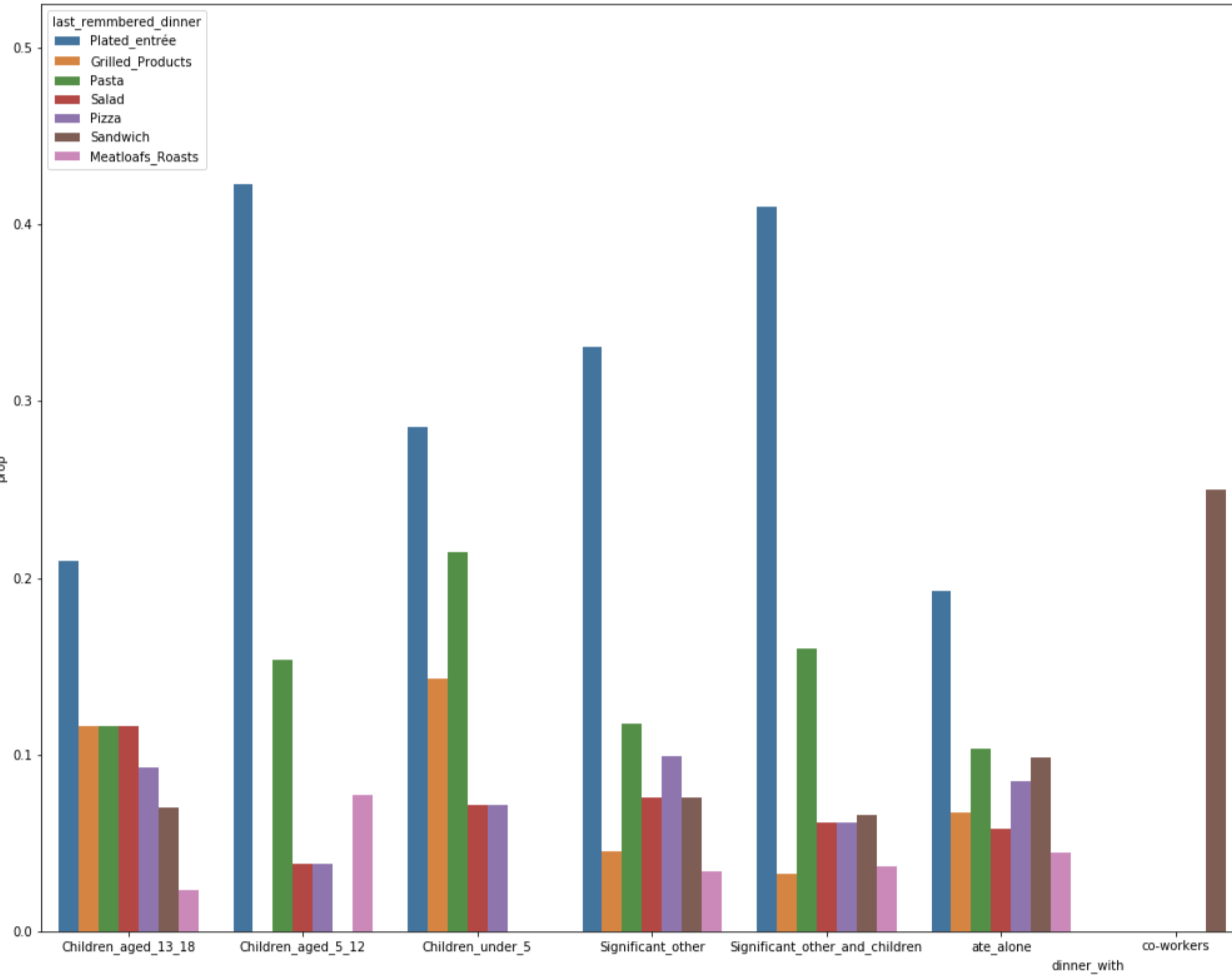 last_remmbered_dinner
Plated_entrée
Grilled_Products
Pasta
Salad
Pizza
Sandwich
Meatloafs_Roasts
0.5
0.4
0.3
0.2
0.1
0.0
prop
Children_aged_13_18 Children_aged_5_12 Children_under_5 Significant_other Significant_other_and_children ate_alone co-workers
dinner_with